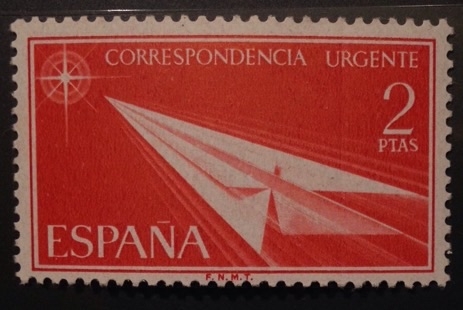 CORRESPONDENCIA URGENTE
2
PTAS
ESPAÑA
F.N.M.T.